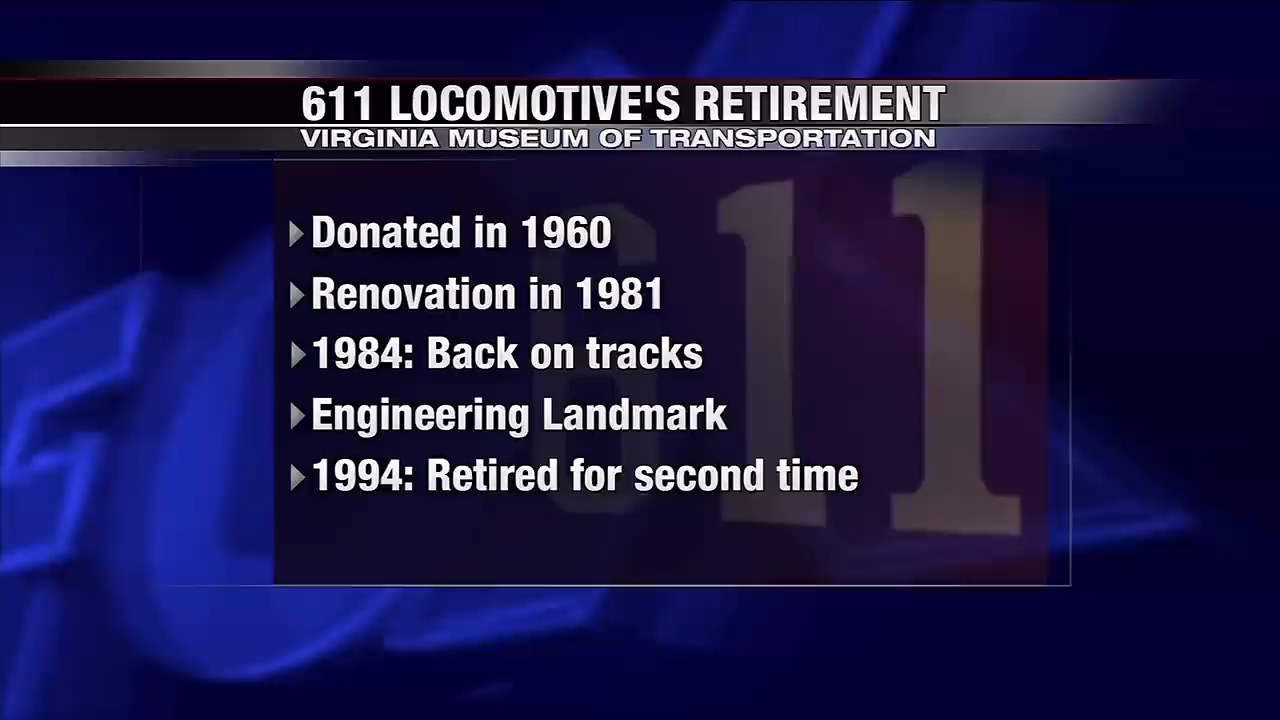 611 LOCOMOTIVE'S RETIREMENT
VIRGINIA MUSEUM OF TRANSPORTATION
Donated in 1960
Renovation in 1981
1984: Back on tracks
Engineering Landmark
1994: Retired for second time
611